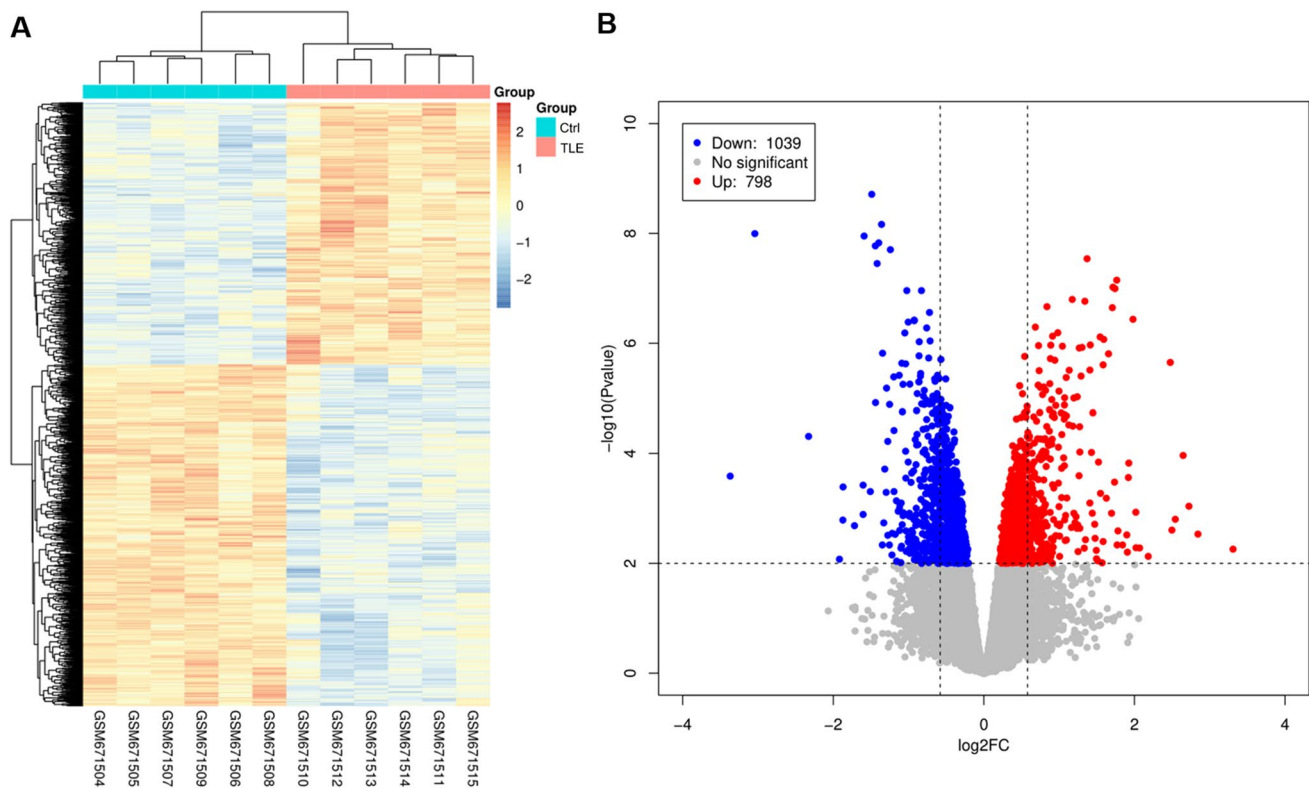 A
Group
2
1
0
−1
−2
Group
Ctrl
TLE
GSM671504
GSM671505
GSM671507
GSM671509
GSM671506
GSM671508
GSM671510
GSM671512
GSM671513
GSM671514
GSM671511
GSM671515
B
−log10(Pvalue)
10
8
6
4
2
0
Down: 1039
No significant
Up: 798
−4
−2
0
2
4
log2FC